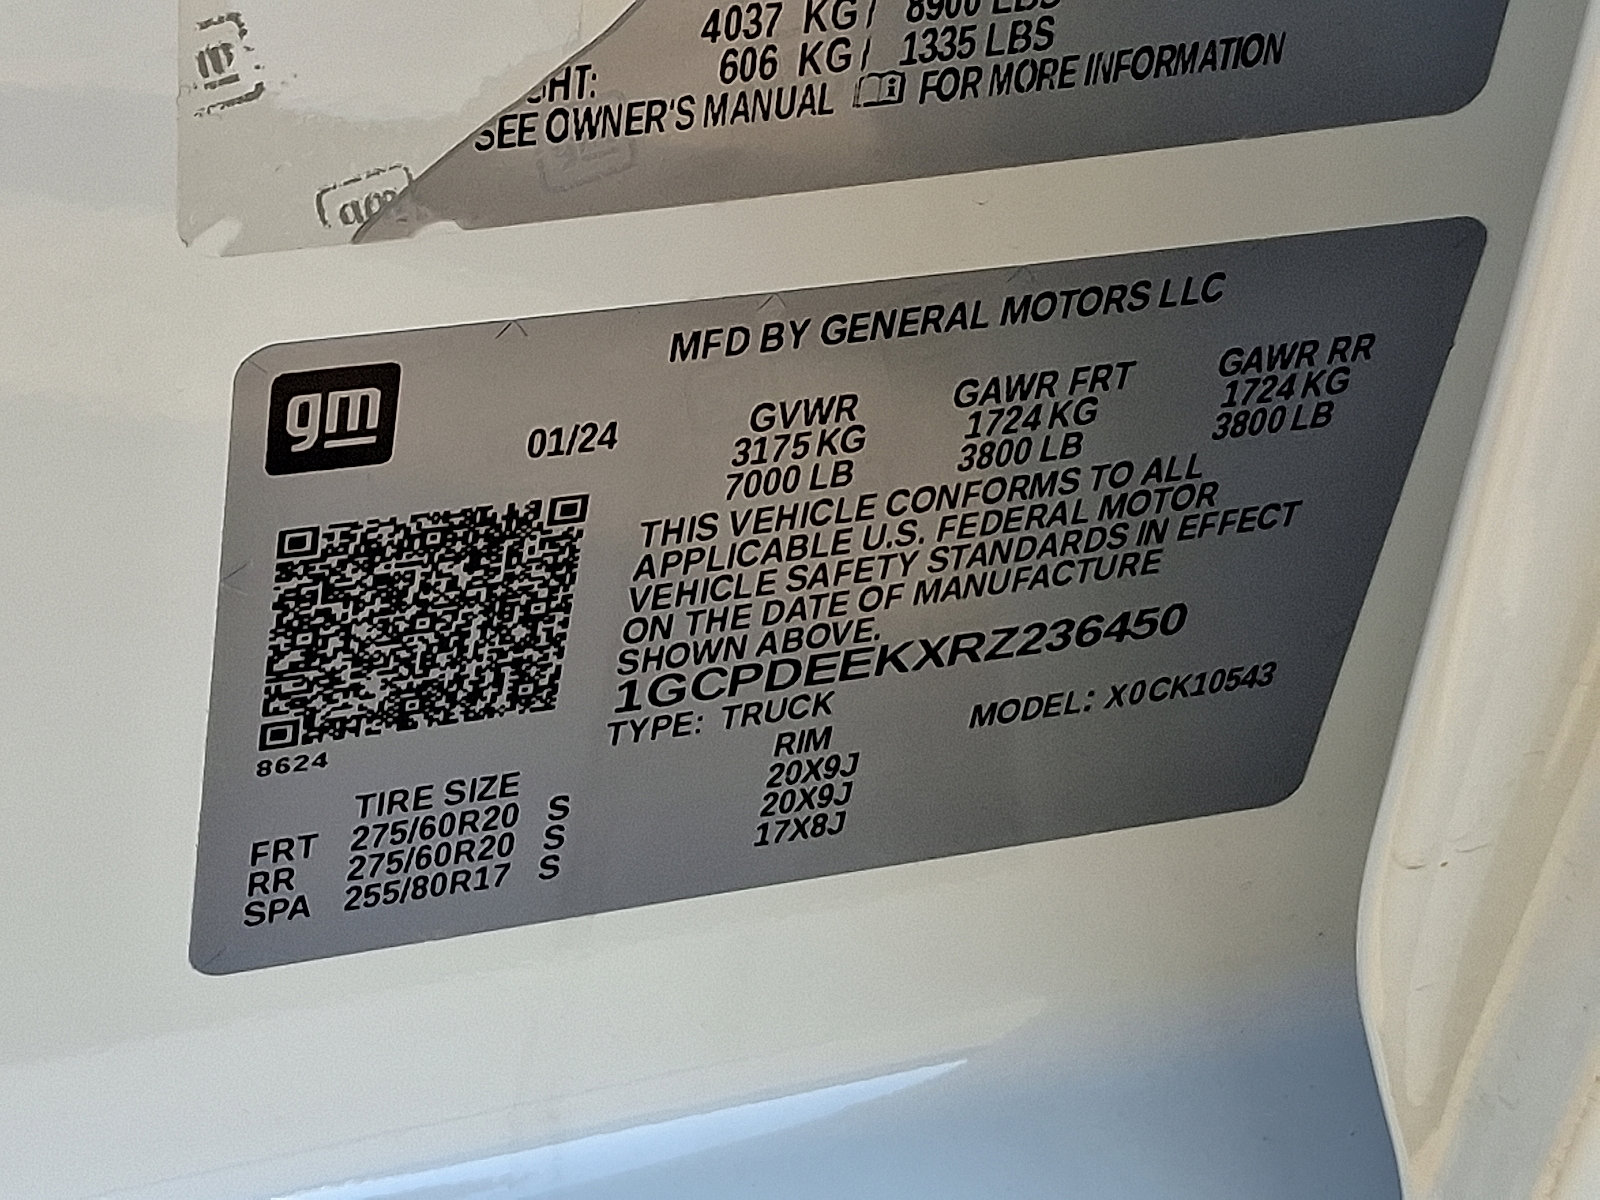 4037 KG / 8900 LBS
GHT: 606 KG / 1335 LBS
SEE OWNER'S MANUAL FOR MORE INFORMATION
gm
MFD BY GENERAL MOTORS LLC
01/24 GVWR GAWR FRT GAWR RR
3175 KG 1724 KG 1724 KG
7000 LB 3800 LB 3800 LB
THIS VEHICLE CONFORMS TO ALL
APPLICABLE U.S. FEDERAL MOTOR
VEHICLE SAFETY STANDARDS IN EFFECT
ON THE DATE OF MANUFACTURE
SHOWN ABOVE.
1GCPDEEKXRZ236450
TYPE: TRUCK MODEL: X0CK10543
8624
TIRE SIZE RIM
FRT 275/60R20 S 20X9J
RR 275/60R20 S 20X9J
SPA 255/80R17 S 17X8J